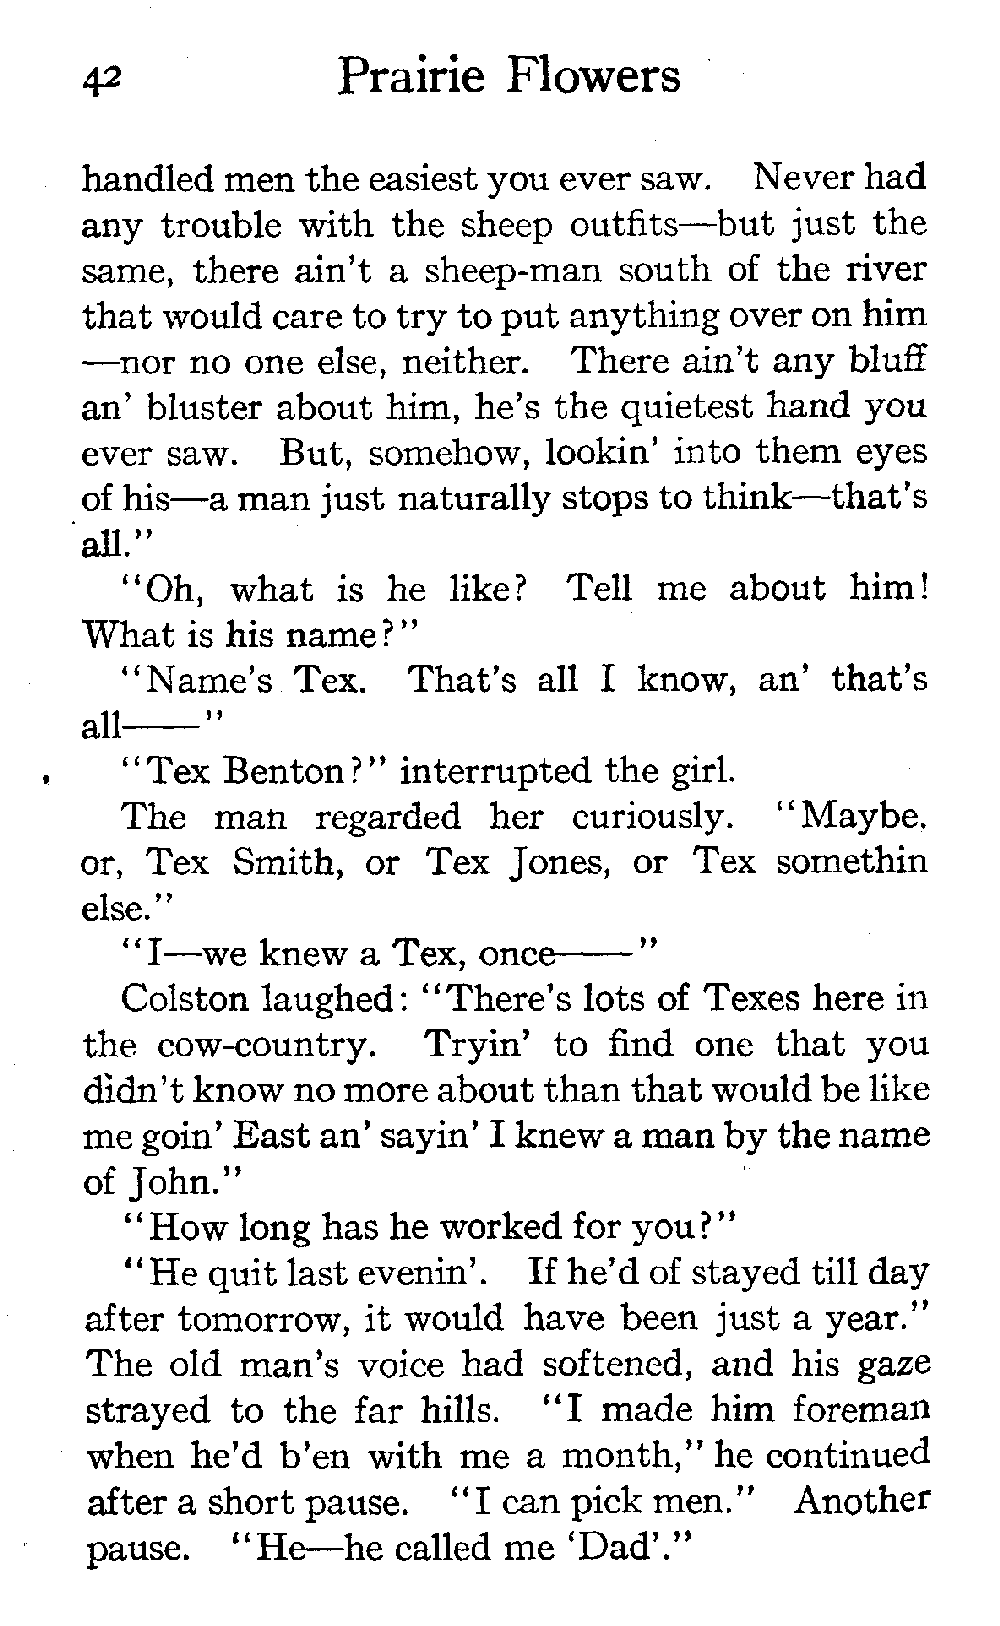 42 Prairie Flowers
handled men the easiest you ever saw. Never had
any trouble with the sheep outfits—but just the
same, there ain't a sheep-man south of the river
that would care to try to put anything over on him
—nor no one else, neither. There ain't any bluff
an' bluster about him, he's the quietest hand you
ever saw. But, somehow, lookin' into them eyes
of his—a man just naturally stops to think—that's
all."
"Oh, what is he like? Tell me about him!
What is his name?"
"Name's Tex. That's all I know, an' that's
all——"
"Tex Benton?" interrupted the girl.
The man regarded her curiously. "Maybe.
or, Tex Smith, or Tex Jones, or Tex somethin
else."
"I—we knew a Tex, once——"
Colston laughed: "There's lots of Texes here in
the cow-country. Tryin' to find one that you
didn't know no more about than that would be like
me goin' East an' sayin' I knew a man by the name
of John."
"How long has he worked for you?"
"He quit last evenin'. If he'd of stayed till day
after tomorrow, it would have been just a year."
The old man's voice had softened, and his gaze
strayed to the far hills. "I made him foreman
when he'd b'en with me a month," he continued
after a short pause. "I can pick men." Another
pause. "He—he called me 'Dad'."